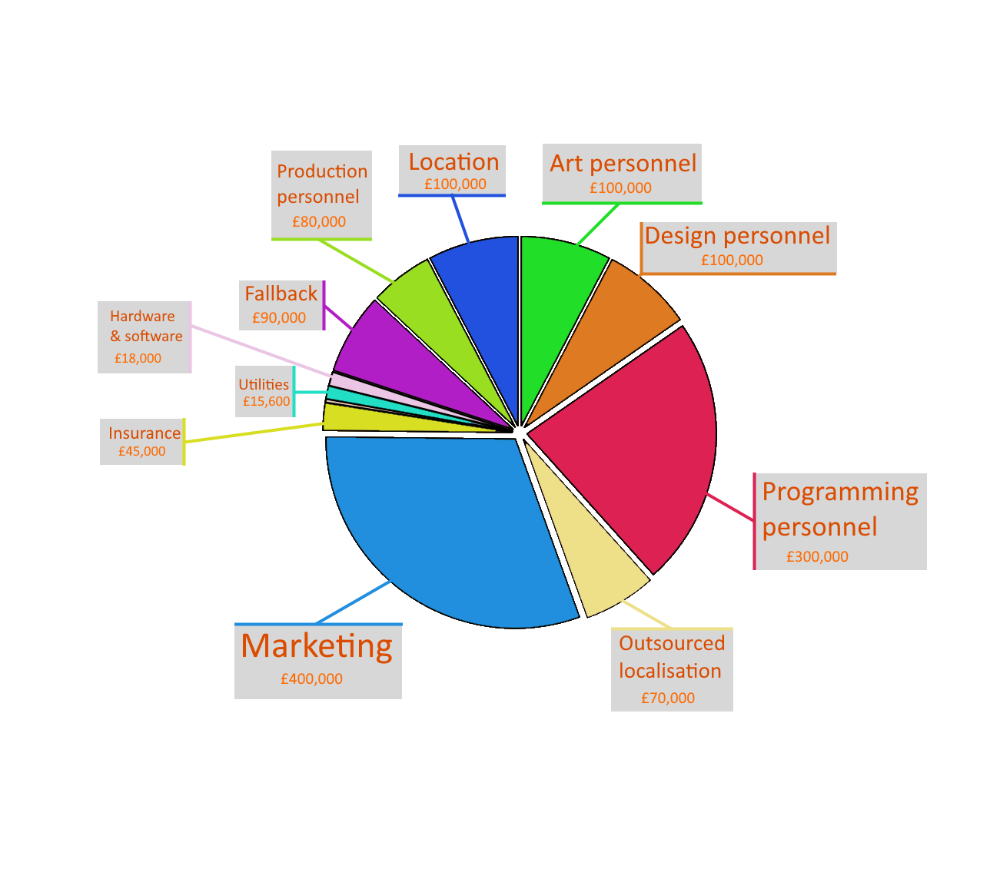 Location
£100,000
Art personnel
£100,000
Production
personnel
£80,000
Design personnel
£100,000
Fallback
£90,000
Hardware
& software
£18,000
Utilities
£15,600
Insurance
£45,000
Programming
personnel
£300,000
Marketing
£400,000
Outsourced
localisation
£70,000